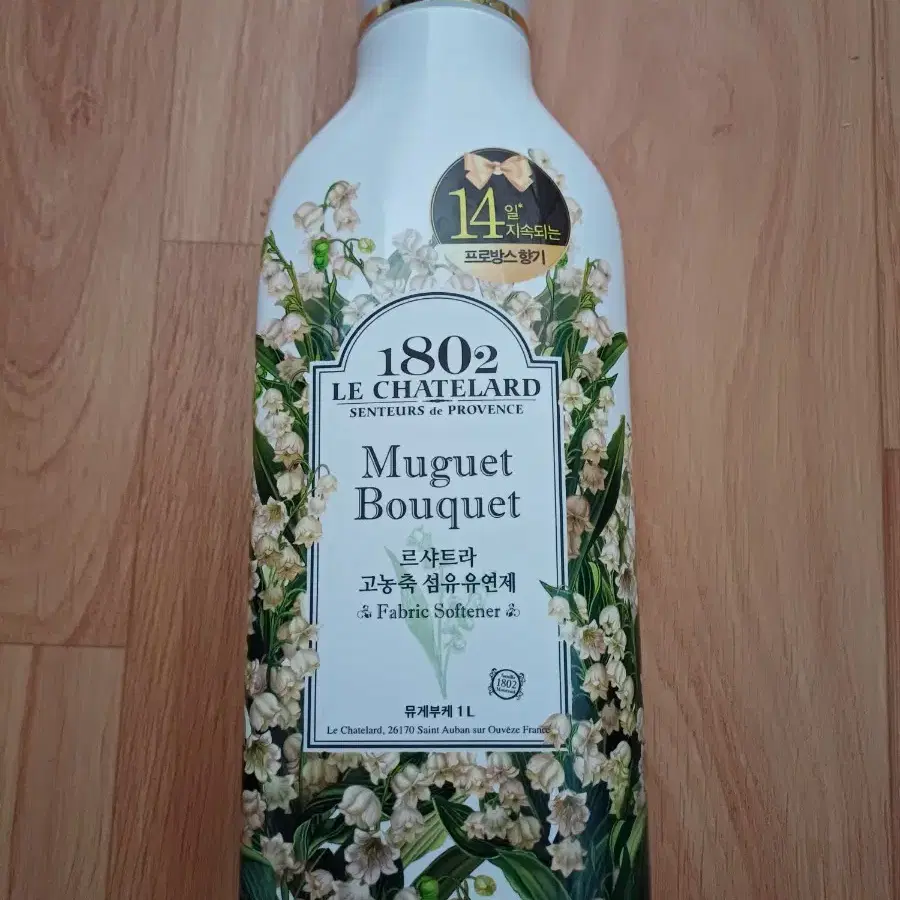 14일*
지속되는
프로방스 향기
1802
LE CHATELARD
SENTEURS de PROVENCE
Muguet
Bouquet
르샤트라
고농축 섬유유연제
Fabric Softener
1802
뮤게부케 1 L
Le Chatelard, 26170 Saint Auban sur Ouvèze France